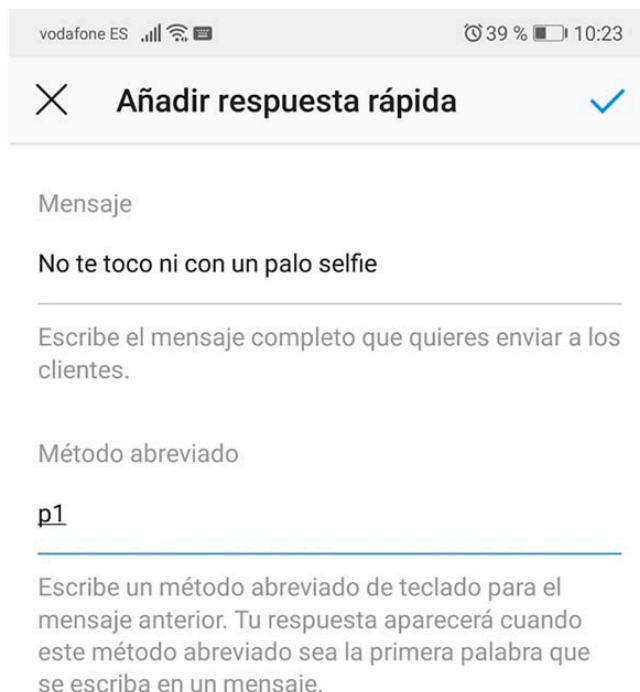 vodafone ES 39 % 10:23
Añadir respuesta rápida
Mensaje
No te toco ni con un palo selfie
Escribe el mensaje completo que quieres enviar a los
clientes.
Método abreviado
p1
Escribe un método abreviado de teclado para el
mensaje anterior. Tu respuesta aparecerá cuando
este método abreviado sea la primera palabra que
se escriba en un mensaje.